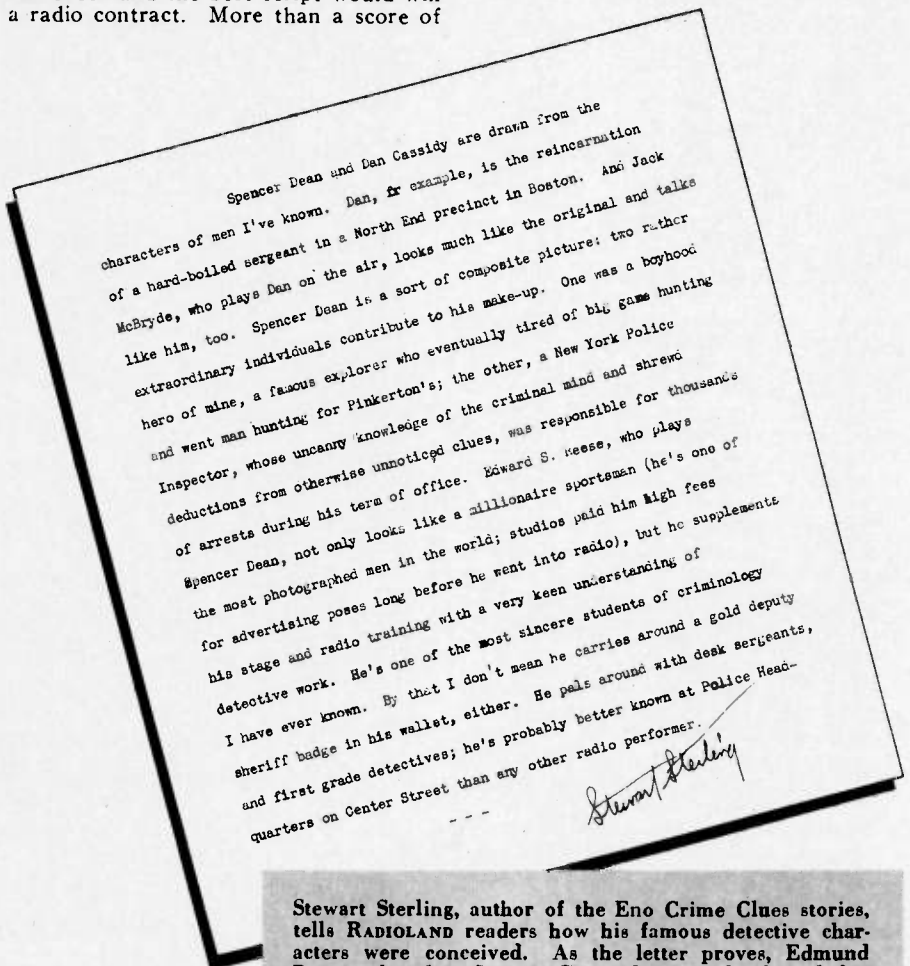 a radio contract. More than a score of
Spencer Dean and Dan Cassidy are drawn from the
characters of men I've known. Dan, fr example, is the reincarnation
of a hard-boiled sergeant in a North End precinct in Boston. And Jack
McBryde, who plays Dan on the air, looks much like the original and talks
like him, too. Spencer Dean is a sort of composite picture: two rather
extraordinary individuals contribute to his make-up. One was a boyhood
hero of mine, a famous explorer who eventually tired of big game hunting
and went man hunting for Pinkerton's; the other, a New York Police
Inspector, whose uncanny knowledge of the criminal mind and shrewd
deductions from otherwise unnoticed clues, was responsible for thousands
of arrests during his term of office. Edward S. Reese, who plays
Spencer Dean, not only looks like a millionaire sportsman (he's one of
the most photographed men in the world; studios paid him high fees
for advertising poses long before he went into radio), but he supplements
his stage and radio training with a very keen understanding of
detective work. He's one of the most sincere students of criminology
I have ever known. By that I don't mean he carries around a gold deputy
sheriff badge in his wallet, either. He pals around with desk sergeants,
and first grade detectives; he's probably better known at Police Head-
quarters on Center Street than any other radio performer.
- - -
Stewart Sterling
Stewart Sterling, author of the Eno Crime Clues stories,
tells RADIOLAND readers how his famous detective char-
acters were conceived. As the letter proves, Edmund